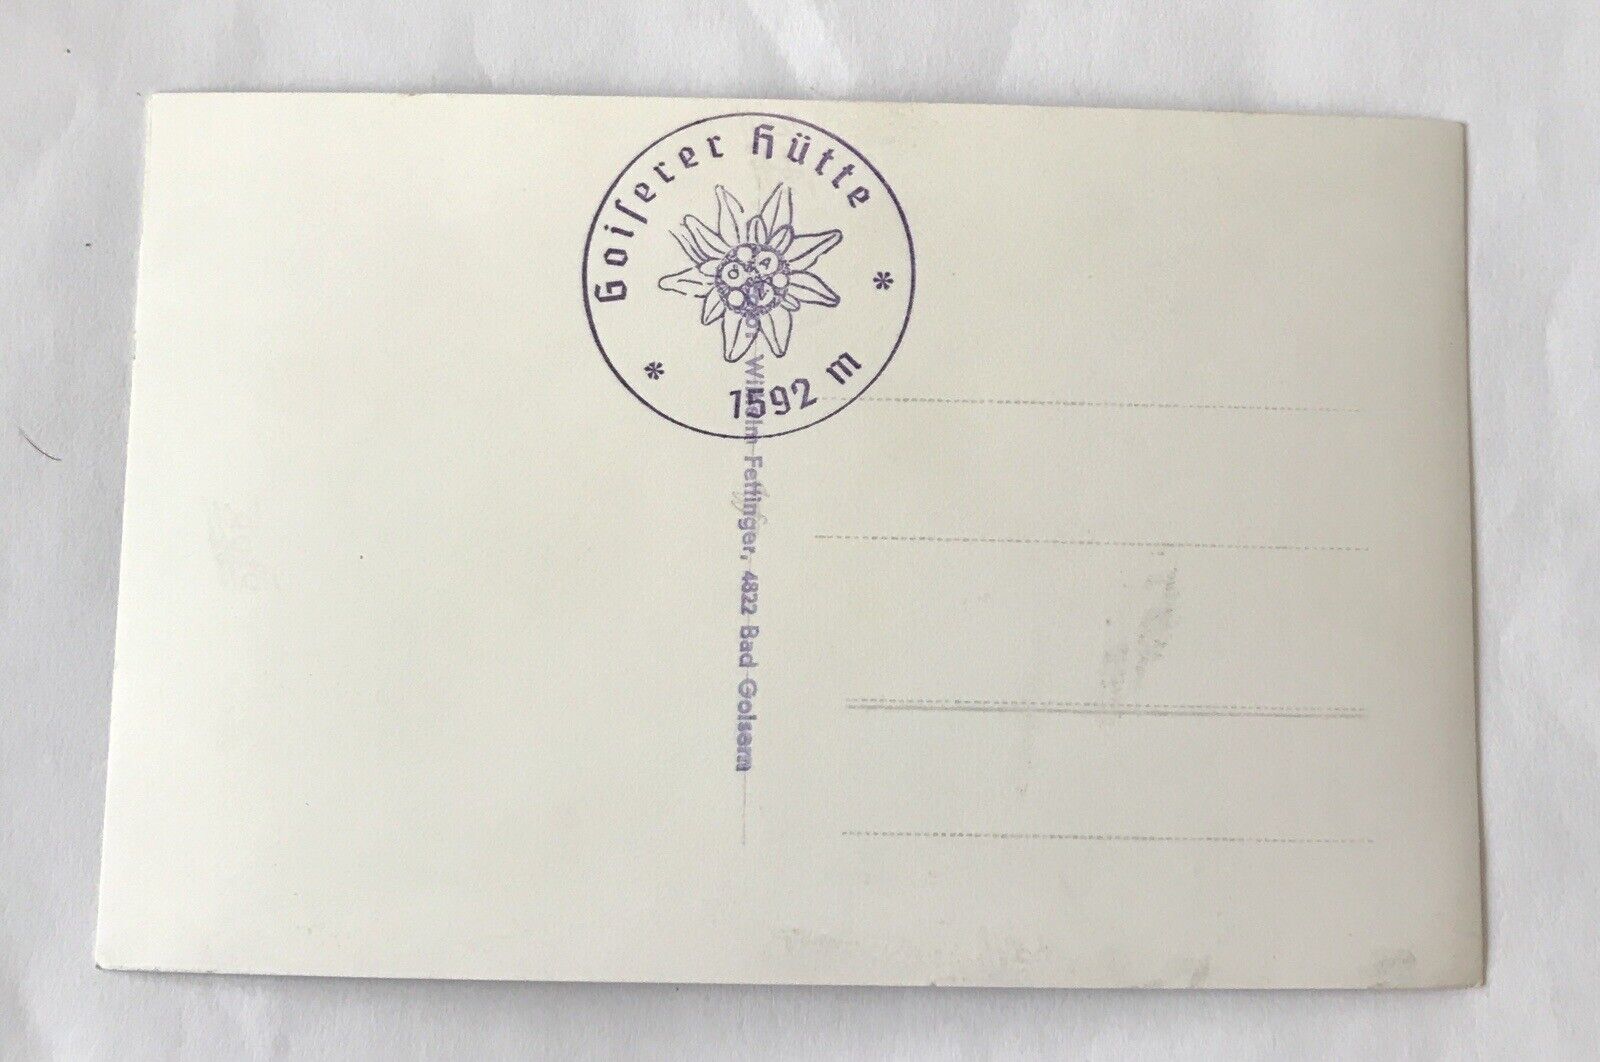 Goiſerer Hütte
* 1592 m *
Wilhelm Fettinger, 4822 Bad Goisern